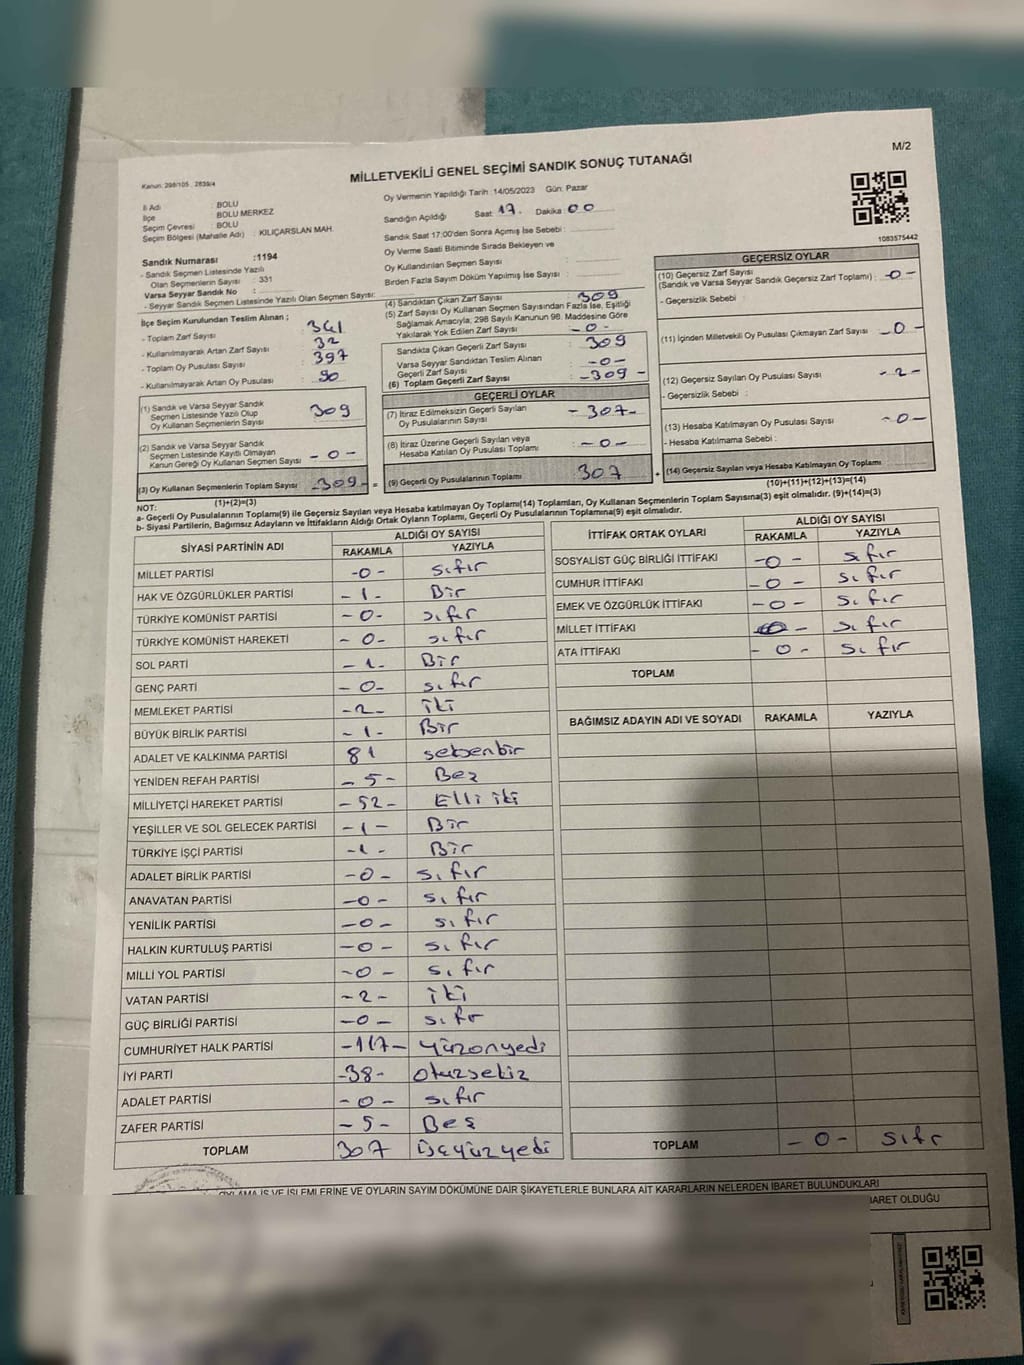 M/2
MİLLETVEKİLİ GENEL SEÇİMİ SANDIK SONUÇ TUTANAĞI
Kanun: 298/105 , 2839/4
İl Adı : BOLU
İlçe : BOLU MERKEZ
Seçim Çevresi : BOLU
Seçim Bölgesi (Mahalle Adı) : KILIÇARSLAN MAH.
Sandık Numarası :1194
- Sandık Seçmen Listesinde Yazılı
Olan Seçmenlerin Sayısı : 331
Varsa Seyyar Sandık No :
- Seyyar Sandık Seçmen Listesinde Yazılı Olan Seçmen Sayısı:
Oy Vermenin Yapıldığı Tarih :14/05/2023 Gün: Pazar
Sandığın Açıldığı Saat: 17. Dakika: 00
Sandık Saat 17:00'den Sonra Açılmış İse Sebebi :
Oy Verme Saati Bitiminde Sırada Bekleyen ve
Oy Kullandırılan Seçmen Sayısı :
Birden Fazla Sayım Döküm Yapılmış İse Sayısı :
1083575442
İlçe Seçim Kurulundan Teslim Alınan ;
- Toplam Zarf Sayısı : 341
- Kullanılmayarak Artan Zarf Sayısı : 32
- Toplam Oy Pusulası Sayısı : 397
- Kullanılmayarak Artan Oy Pusulası : 90
(1) Sandık ve Varsa Seyyar Sandık
Seçmen Listesinde Yazılı Olup
Oy Kullanan Seçmenlerin Sayısı : 309
(2) Sandık ve Varsa Seyyar Sandık
Seçmen Listesinde Kayıtlı Olmayan
Kanun Gereği Oy Kullanan Seçmen Sayısı : -0-
(3) Oy Kullanan Seçmenlerin Toplam Sayısı : -309- =
(1)+(2)=(3)
(4) Sandıktan Çıkan Zarf Sayısı : 309
(5) Zarf Sayısı Oy Kullanan Seçmen Sayısından Fazla İse, Eşitliği
Sağlamak Amacıyla; 298 Sayılı Kanunun 98. Maddesine Göre
Yakılarak Yok Edilen Zarf Sayısı : -0-
Sandıkta Çıkan Geçerli Zarf Sayısı : 309
Varsa Seyyar Sandıktan Teslim Alınan
Geçerli Zarf Sayısı : -0-
(6) Toplam Geçerli Zarf Sayısı : -309-
GEÇERLİ OYLAR
(7) İtiraz Edilmeksizin Geçerli Sayılan
Oy Pusulalarının Sayısı : -307-
(8) İtiraz Üzerine Geçerli Sayılan veya
Hesaba Katılan Oy Pusulası Toplamı : -0-
(9) Geçerli Oy Pusulalarının Toplamı : 307 +
GEÇERSİZ OYLAR
(10) Geçersiz Zarf Sayısı
(Sandık ve Varsa Seyyar Sandık Geçersiz Zarf Toplamı) : -0-
- Geçersizlik Sebebi :
(11) İçinden Milletvekili Oy Pusulası Çıkmayan Zarf Sayısı : -0-
(12) Geçersiz Sayılan Oy Pusulası Sayısı : -2-
- Geçersizlik Sebebi :
(13) Hesaba Katılmayan Oy Pusulası Sayısı : -0-
- Hesaba Katılmama Sebebi :
(14) Geçersiz Sayılan veya Hesaba Katılmayan Oy Toplamı :
(10)+(11)+(12)+(13)=(14)
NOT:
a- Geçerli Oy Pusulalarının Toplamı(9) ile Geçersiz Sayılan veya Hesaba katılmayan Oy Toplamı(14) Toplamları, Oy Kullanan Seçmenlerin Toplam Sayısına(3) eşit olmalıdır. (9)+(14)=(3)
b- Siyasi Partilerin, Bağımsız Adayların ve İttifakların Aldığı Ortak Oyların Toplamı, Geçerli Oy Pusulalarının Toplamına(9) eşit olmalıdır.
SİYASİ PARTİNİN ADI ALDIĞI OY SAYISI
RAKAMLA YAZIYLA
MİLLET PARTİSİ -0- sıfır
HAK VE ÖZGÜRLÜKLER PARTİSİ -1- Bir
TÜRKİYE KOMÜNİST PARTİSİ -0- sıfır
TÜRKİYE KOMÜNİST HAREKETİ -0- sıfır
SOL PARTİ -1- Bir
GENÇ PARTİ -0- sıfır
MEMLEKET PARTİSİ -2- iki
BÜYÜK BİRLİK PARTİSİ -1- Bir
ADALET VE KALKINMA PARTİSİ 81 seksenbir
YENİDEN REFAH PARTİSİ -5- Beş
MİLLİYETÇİ HAREKET PARTİSİ -52- Elli iki
YEŞİLLER VE SOL GELECEK PARTİSİ -1- Bir
TÜRKİYE İŞÇİ PARTİSİ -1- Bir
ADALET BİRLİK PARTİSİ -0- sıfır
ANAVATAN PARTİSİ -0- sıfır
YENİLİK PARTİSİ -0- sıfır
HALKIN KURTULUŞ PARTİSİ -0- sıfır
MİLLİ YOL PARTİSİ -0- sıfır
VATAN PARTİSİ -2- iki
GÜÇ BİRLİĞİ PARTİSİ -0- sıfır
CUMHURİYET HALK PARTİSİ -117- yüzonyedi
İYİ PARTİ -38- otuzsekiz
ADALET PARTİSİ -0- sıfır
ZAFER PARTİSİ -5- Beş
TOPLAM 307 üçyüzyedi
İTTİFAK ORTAK OYLARI ALDIĞI OY SAYISI
RAKAMLA YAZIYLA
SOSYALİST GÜÇ BİRLİĞİ İTTİFAKI -0- sıfır
CUMHUR İTTİFAKI -0- sıfır
EMEK VE ÖZGÜRLÜK İTTİFAKI -0- sıfır
MİLLET İTTİFAKI -0- sıfır
ATA İTTİFAKI -0- sıfır
TOPLAM
BAĞIMSIZ ADAYIN ADI VE SOYADI RAKAMLA YAZIYLA
TOPLAM -0- sıfr
OYLAMA İŞ VE İŞLEMLERİNE VE OYLARIN SAYIM DÖKÜMÜNE DAİR ŞİKAYETLERLE BUNLARA AİT KARARLARIN NELERDEN İBARET BULUNDUKLARI
BARET OLDUĞU